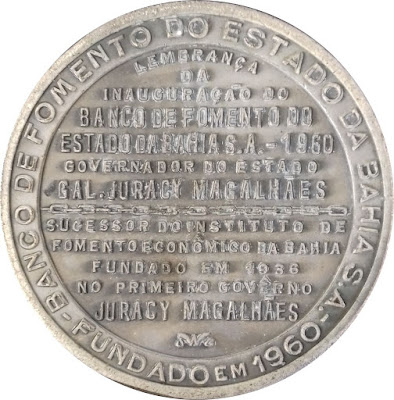 BANCO DE FOMENTO DO ESTADO DA BAHIA S.A.
-FUNDADO EM 1960-
LEMBRANÇA
DA
INAUGURAÇÃO DO
BANCO DE FOMENTO DO
ESTADO DA BAHIA S.A. - 1960
GOVERNADOR DO ESTADO
GAL. JURACY MAGALHÃES
SUCESSOR DO INSTITUTO DE
FOMENTO ECONÔMICO DA BAHIA
FUNDADO EM 1936
NO PRIMEIRO GOVERNO
JURACY MAGALHÃES